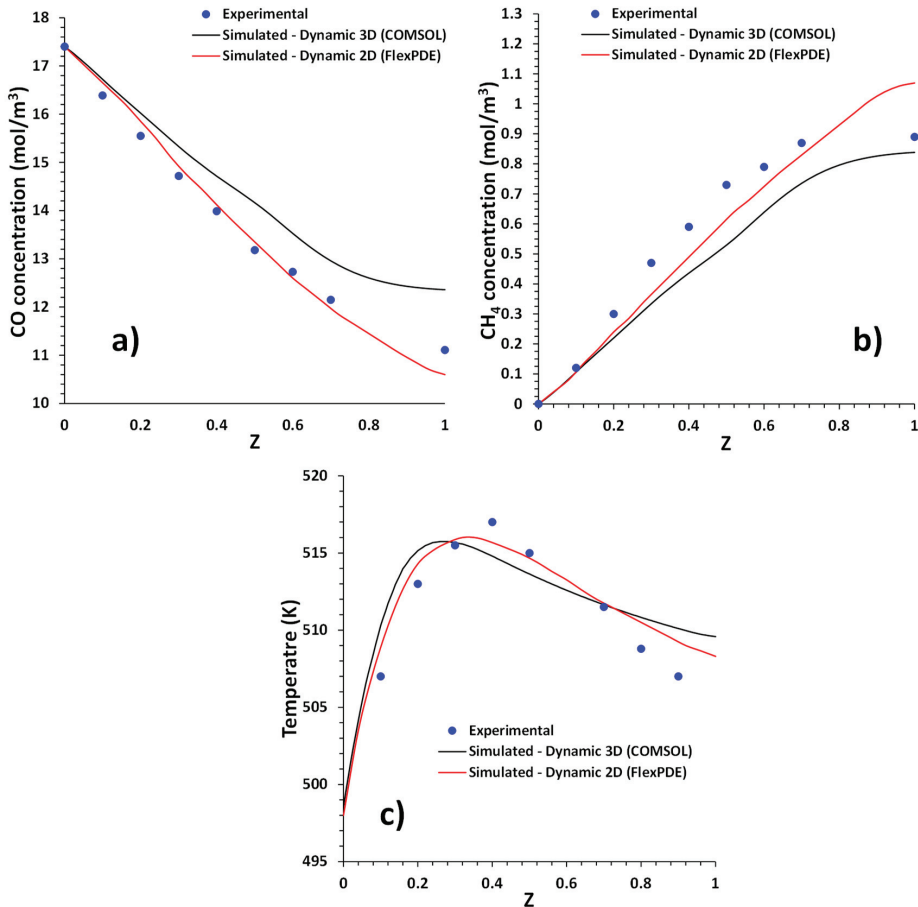 Experimental
Simulated - Dynamic 3D (COMSOL)
Simulated - Dynamic 2D (FlexPDE)
CO concentration (mol/m³)
18
17
16
15
14
13
12
11
10
a)
0
0.2
0.4
0.6
0.8
1
Z
Experimental
Simulated - Dynamic 3D (COMSOL)
Simulated - Dynamic 2D (FlexPDE)
CH₄ concentration (mol/m³)
1.3
1.2
1.1
1
0.9
0.8
0.7
0.6
0.5
0.4
0.3
0.2
0.1
0
b)
0
0.2
0.4
0.6
0.8
1
Z
Temperatre (K)
520
515
510
505
500
495
Experimental
Simulated - Dynamic 3D (COMSOL)
Simulated - Dynamic 2D (FlexPDE)
c)
0
0.2
0.4
0.6
0.8
1
Z